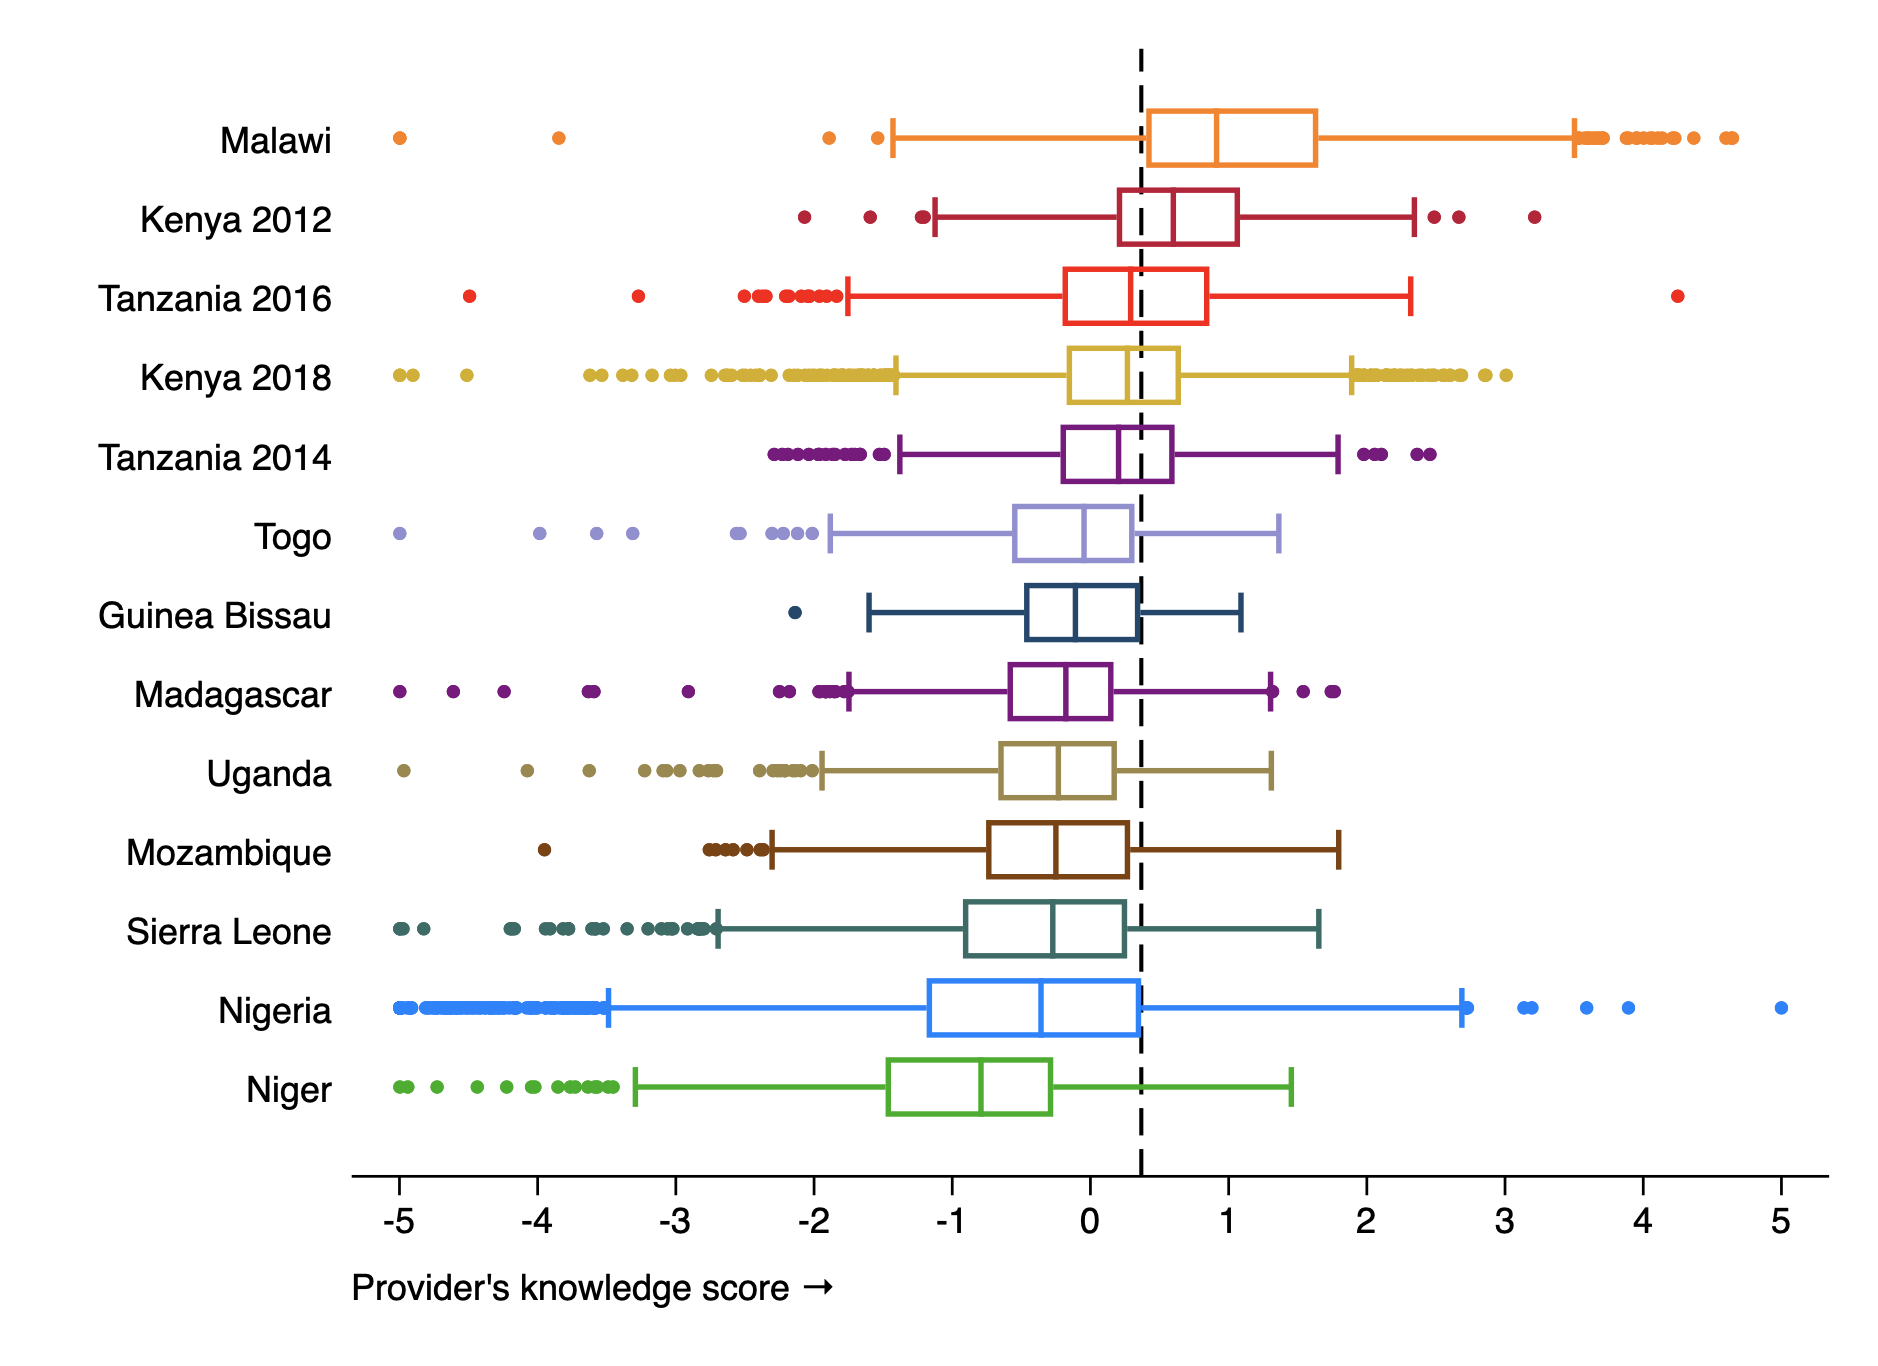 Malawi
Kenya 2012
Tanzania 2016
Kenya 2018
Tanzania 2014
Togo
Guinea Bissau
Madagascar
Uganda
Mozambique
Sierra Leone
Nigeria
Niger
-5 -4 -3 -2 -1 0 1 2 3 4 5
Provider's knowledge score →